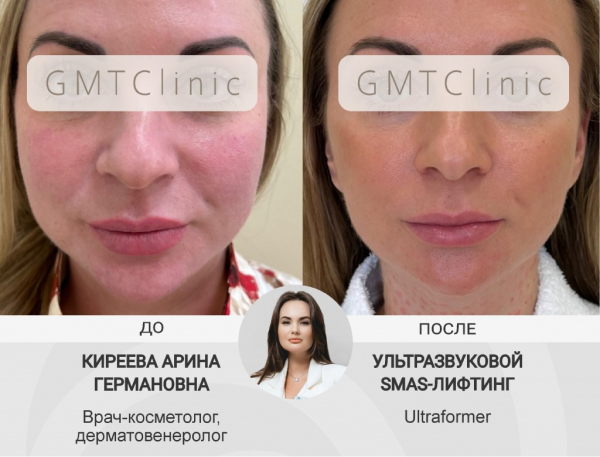 GMTClinic
GMTClinic
ДО
ПОСЛЕ
КИРЕЕВА АРИНА
ГЕРМАНОВНА
Врач-косметолог,
дерматовенеролог
УЛЬТРАЗВУКОВОЙ
SMAS-ЛИФТИНГ
Ultraformer